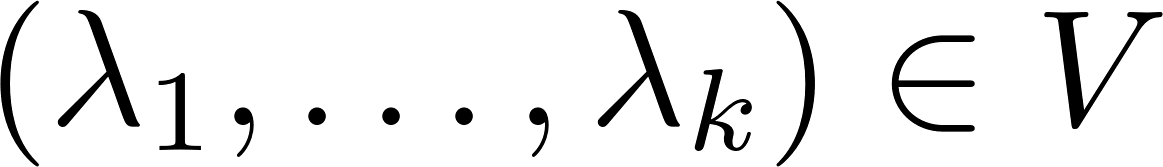 (λ₁, . . . , λₖ) ∈ V